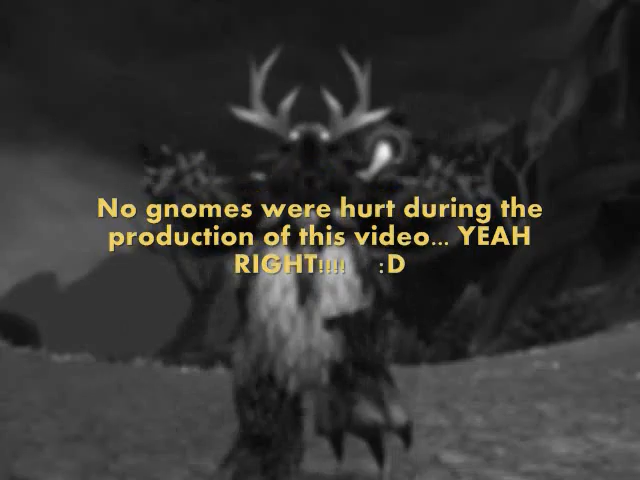 No gnomes were hurt during the
production of this video... YEAH
RIGHT!!!! :D